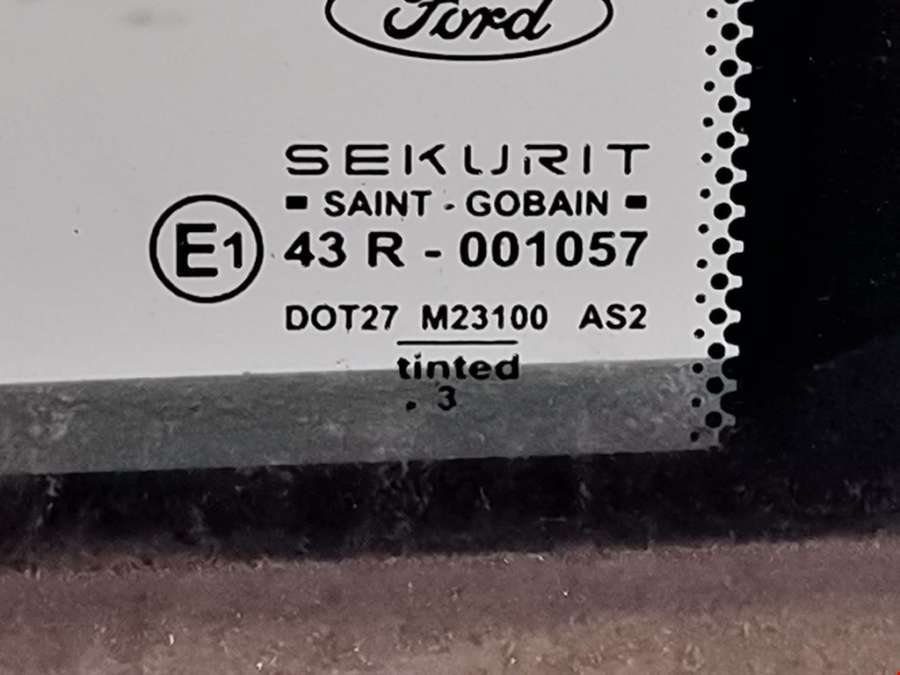 Ford
SEKURIT
SAINT - GOBAIN
E1 43 R - 001057
DOT27 M23100 AS2
tinted
. 3